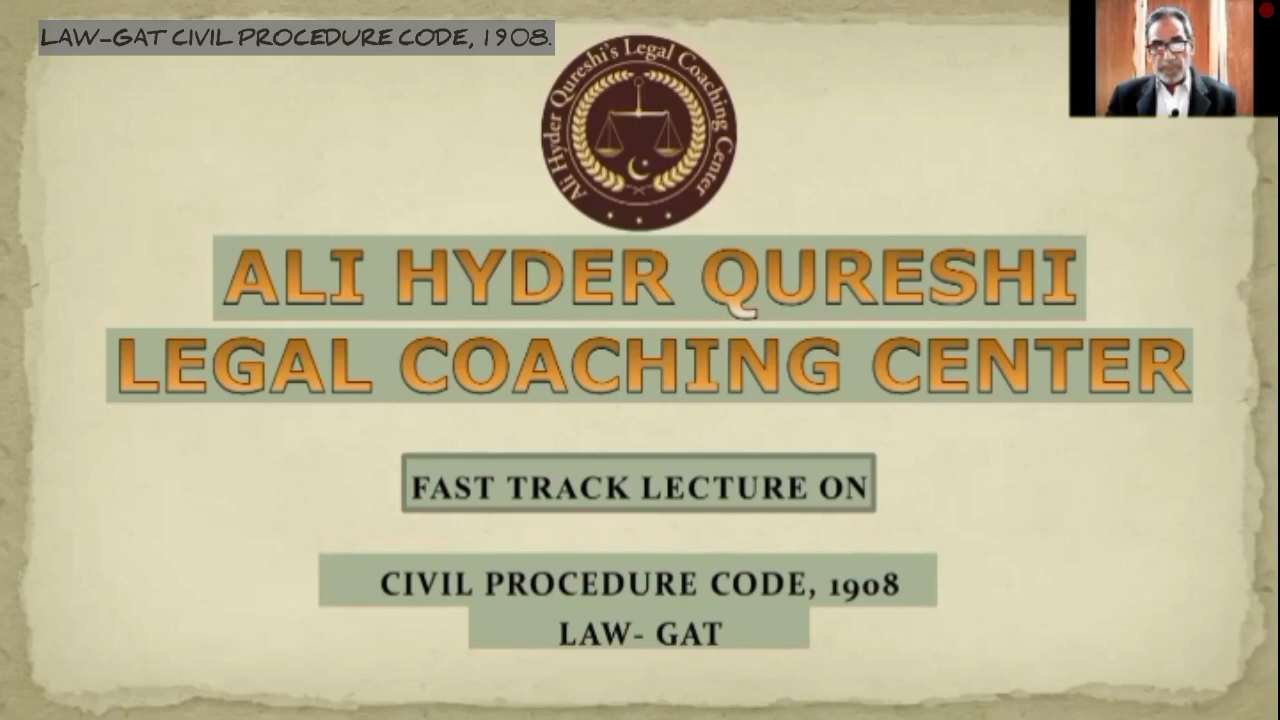 LAW-GAT CIVIL PROCEDURE CODE, 1908.
Ali Hyder Qureshi's Legal Coaching Center
ALI HYDER QURESHI
LEGAL COACHING CENTER
FAST TRACK LECTURE ON
CIVIL PROCEDURE CODE, 1908
LAW- GAT